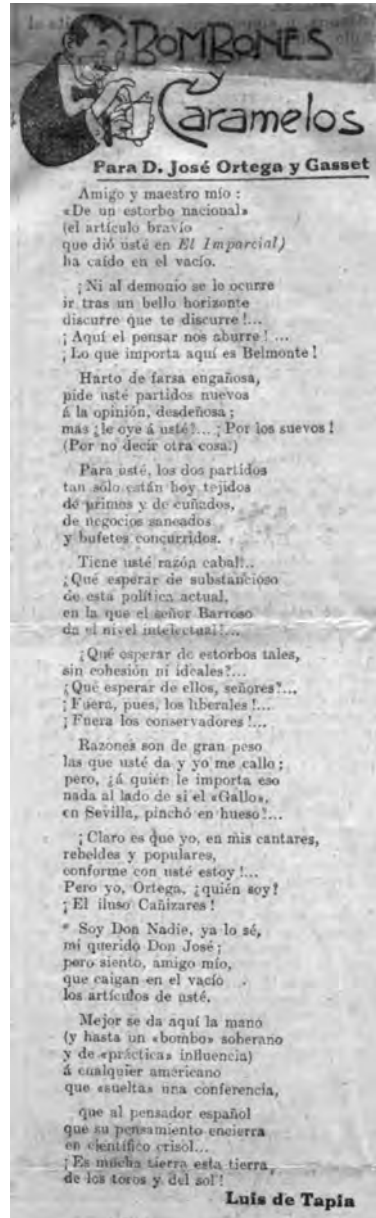 BOMBONES
y
Caramelos
Para D. José Ortega y Gasset
Amigo y maestro mío :
«De un estorbo nacional»
(el artículo bravío
que dió usté en El Imparcial)
ha caído en el vacío.
¡Ni al demonio se le ocurre
ir tras un bello horizonte
discurre que te discurre!...
¡Aquí el pensar nos aburre! ...
¡Lo que importa aquí es Belmonte!
Harto de farsa engañosa,
pide usté partidos nuevos
á la opinión, desdeñosa;
mas ¡le oye á usté!... ¡Por los suevos!
(Por no decir otra cosa.)
Para usté, los dos partidos
tan sólo están hoy tejidos
de primos y de cuñados,
de negocios saneados
y bufetes concurridos.
Tiene usté razón cabal!..
¿Qué esperar de substancioso
de esta política actual,
en la que el señor Barroso
da el nivel intelectual?...
¿Qué esperar de estorbos tales,
sin cohesión ni ideales?...
¿Qué esperar de ellos, señores?...
¡Fuera, pues, los liberales!...
¡Fuera los conservadores!...
Razones son de gran peso
las que usté da y yo me callo;
pero, ¿á quién le importa eso
nada al lado de si el «Gallo»,
en Sevilla, pinchó en hueso?...
¡Claro es que yo, en mis cantares,
rebeldes y populares,
conforme con usté estoy!...
Pero yo, Ortega, ¿quién soy?
¡El iluso Cañizares!
Soy Don Nadie, ya lo sé,
mi querido Don José;
pero siento, amigo mío,
que caigan en el vacío
los artículos de usté.
Mejor se da aquí la mano
(y hasta un «bombo» soberano
y de «práctica» influencia)
á cualquier americano
que «suelta» una conferencia,
que al pensador español
que su pensamiento encierra
en científico crisol...
¡Es mucha tierra esta tierra,
de los toros y del sol!
Luis de Tapia